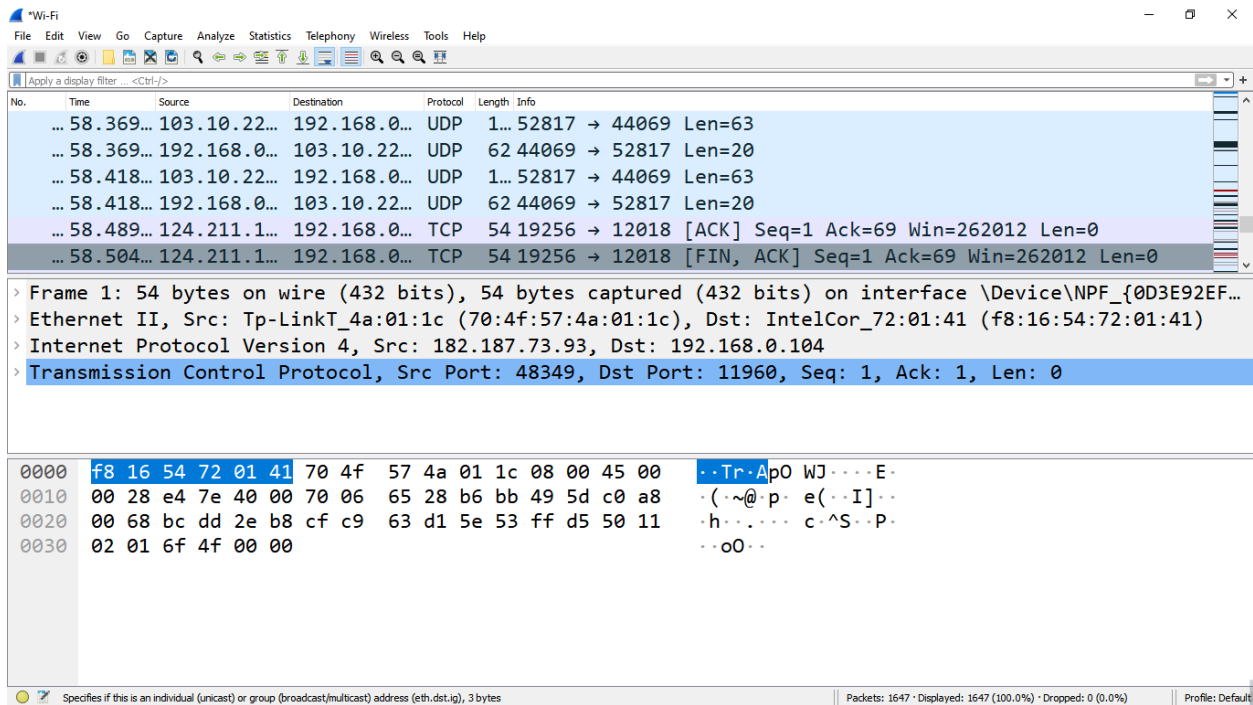 *Wi-Fi
File Edit View Go Capture Analyze Statistics Telephony Wireless Tools Help
Apply a display filter ... <Ctrl-/>
No. Time Source Destination Protocol Length Info
… 58.369… 103.10.22… 192.168.0… UDP 1… 52817 → 44069 Len=63
… 58.369… 192.168.0… 103.10.22… UDP 62 44069 → 52817 Len=20
… 58.418… 103.10.22… 192.168.0… UDP 1… 52817 → 44069 Len=63
… 58.418… 192.168.0… 103.10.22… UDP 62 44069 → 52817 Len=20
… 58.489… 124.211.1… 192.168.0… TCP 54 19256 → 12018 [ACK] Seq=1 Ack=69 Win=262012 Len=0
… 58.504… 124.211.1… 192.168.0… TCP 54 19256 → 12018 [FIN, ACK] Seq=1 Ack=69 Win=262012 Len=0
Frame 1: 54 bytes on wire (432 bits), 54 bytes captured (432 bits) on interface \Device\NPF_{0D3E92EF…
Ethernet II, Src: Tp-LinkT_4a:01:1c (70:4f:57:4a:01:1c), Dst: IntelCor_72:01:41 (f8:16:54:72:01:41)
Internet Protocol Version 4, Src: 182.187.73.93, Dst: 192.168.0.104
Transmission Control Protocol, Src Port: 48349, Dst Port: 11960, Seq: 1, Ack: 1, Len: 0
0000 f8 16 54 72 01 41 70 4f 57 4a 01 1c 08 00 45 00 ··Tr·ApO WJ····E·
0010 00 28 e4 7e 40 00 70 06 65 28 b6 bb 49 5d c0 a8 ·(·~@·p· e(··I]··
0020 00 68 bc dd 2e b8 cf c9 63 d1 5e 53 ff d5 50 11 ·h··.··· c·^S··P·
0030 02 01 6f 4f 00 00 ··oO··
Specifies if this is an individual (unicast) or group (broadcast/multicast) address (eth.dst.ig), 3 bytes
Packets: 1647 · Displayed: 1647 (100.0%) · Dropped: 0 (0.0%)
Profile: Default